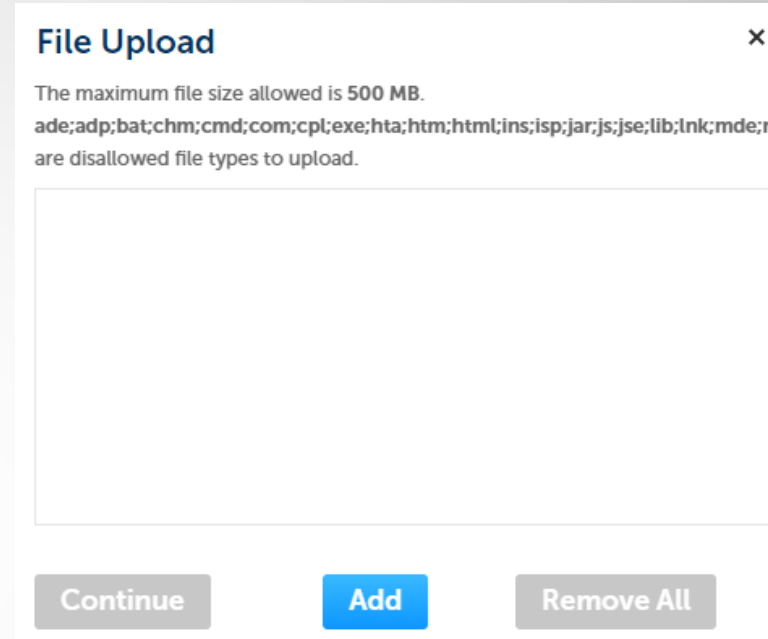 File Upload
×
The maximum file size allowed is 500 MB.
ade;adp;bat;chm;cmd;com;cpl;exe;hta;htm;html;ins;isp;jar;js;jse;lib;lnk;mde;
are disallowed file types to upload.
Continue Add Remove All